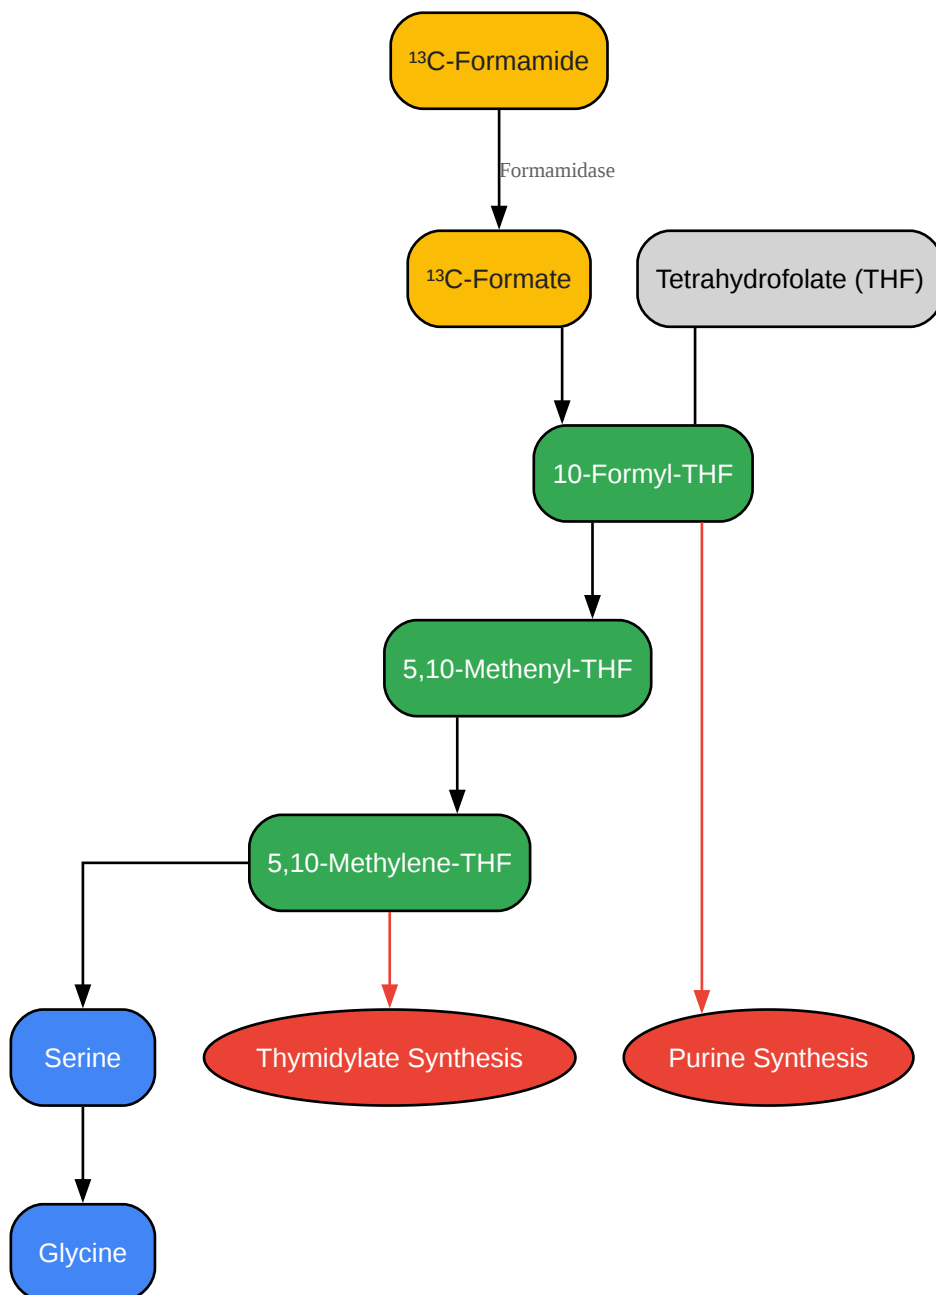 ¹³C-Formamide
Formamidase
¹³C-Formate
Tetrahydrofolate (THF)
10-Formyl-THF
5,10-Methenyl-THF
5,10-Methylene-THF
Serine
Thymidylate Synthesis
Purine Synthesis
Glycine